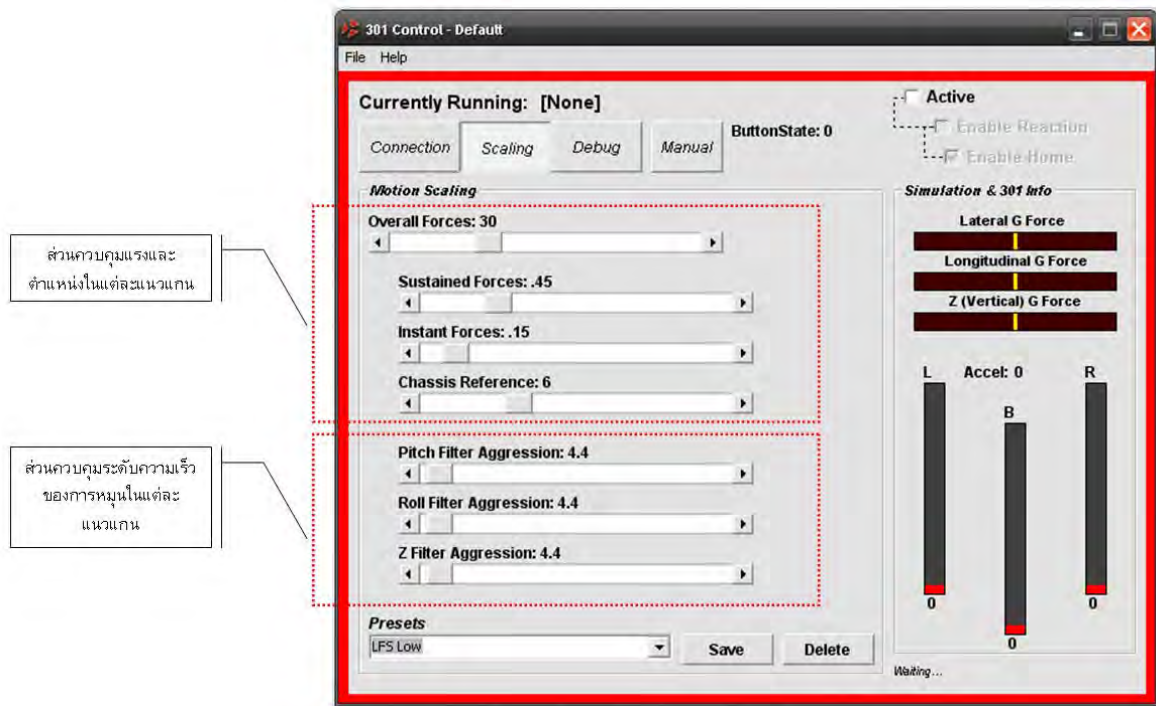 301 Control - Default
File Help
Currently Running: [None]
Connection
Scaling
Debug
Manual
ButtonState: 0
Active
Enable Reaction
Enable Home
Motion Scaling
Overall Forces: 30
Sustained Forces: .45
Instant Forces: .15
Chassis Reference: 6
Pitch Filter Aggression: 4.4
Roll Filter Aggression: 4.4
Z Filter Aggression: 4.4
Presets
LFS Low
Save
Delete
Simulation & 301 Info
Lateral G Force
Longitudinal G Force
Z (Vertical) G Force
L
Accel: 0
R
B
0
0
0
Waiting...
ส่วนควบคุมแรงและ
ตำแหน่งในแต่ละแนวแกน
ส่วนควบคุมระดับความเร็ว
ของการหมุนในแต่ละ
แนวแกน